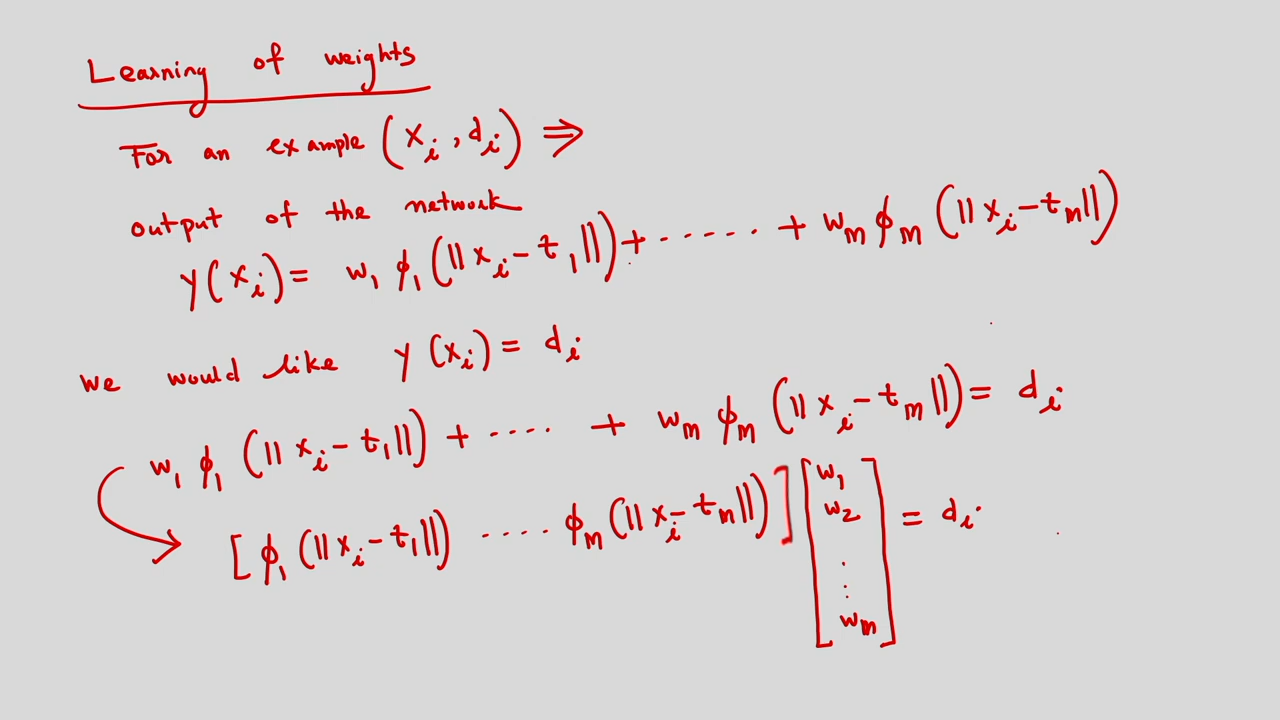 Learning of weights
For an example (x_i, d_i) ⇒
output of the network
y(x_i) = w_1 ϕ_1 (||x_i - t_1||) + ...... + w_m ϕ_m (||x_i - t_m||)
We would like y(x_i) = d_i
w_1 ϕ_1 (||x_i - t_1||) + .... + w_m ϕ_m (||x_i - t_m||) = d_i
[ϕ_1 (||x_i - t_1||) .... ϕ_m (||x_i - t_m||)] [w_1 w_2 ⋮ w_m] = d_i